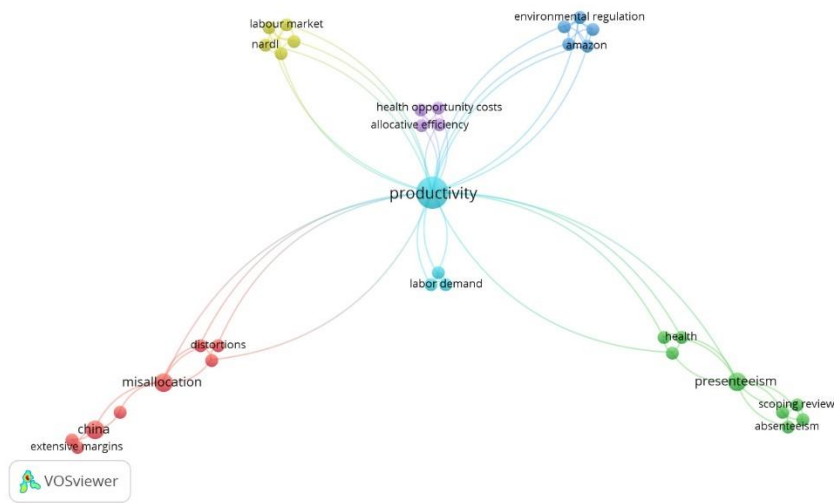 environmental regulation
labour market
nardl
amazon
health opportunity costs
allocative efficiency
productivity
labor demand
distortions
health
misallocation
presenteeism
scoping review
china
absenteeism
extensive margins
VOSviewer